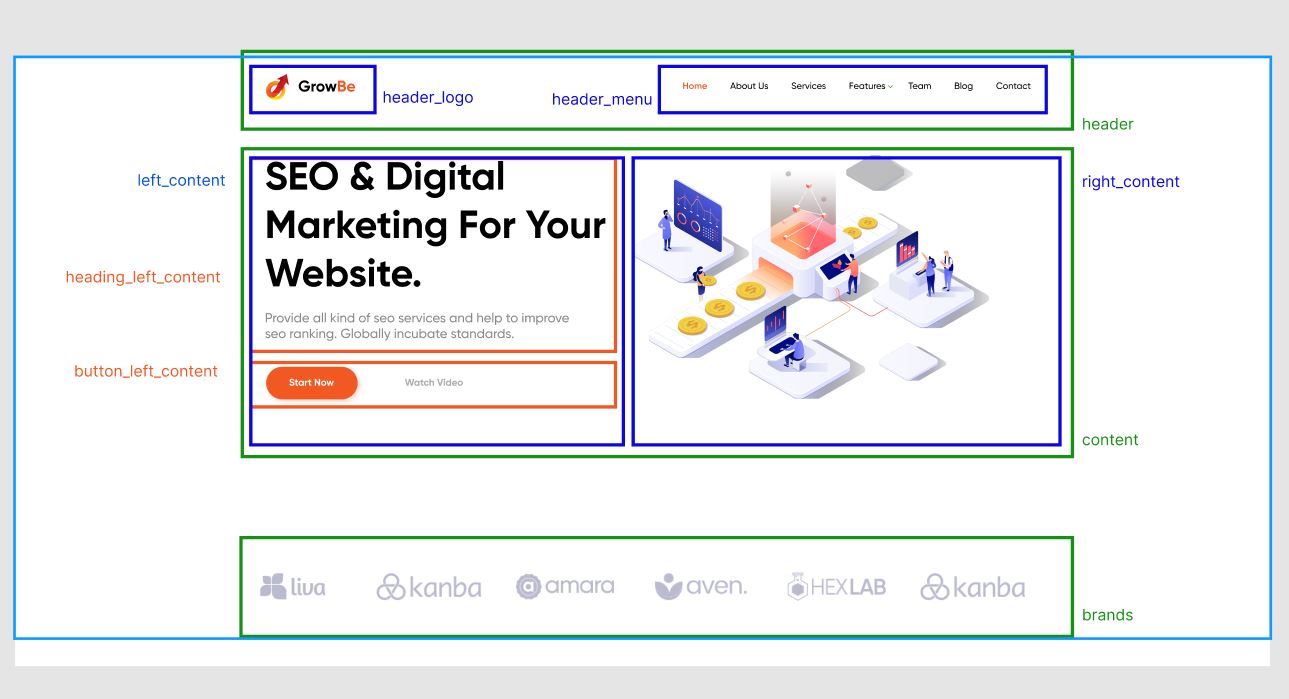 GrowBe
header_logo
header_menu
Home About Us Services Features Team Blog Contact
header
left_content
SEO & Digital
Marketing For Your
Website.
right_content
heading_left_content
Provide all kind of seo services and help to improve
seo ranking. Globally incubate standards.
button_left_content
Start Now Watch Video
content
liva kanba amara aven. HEXLAB kanba
brands